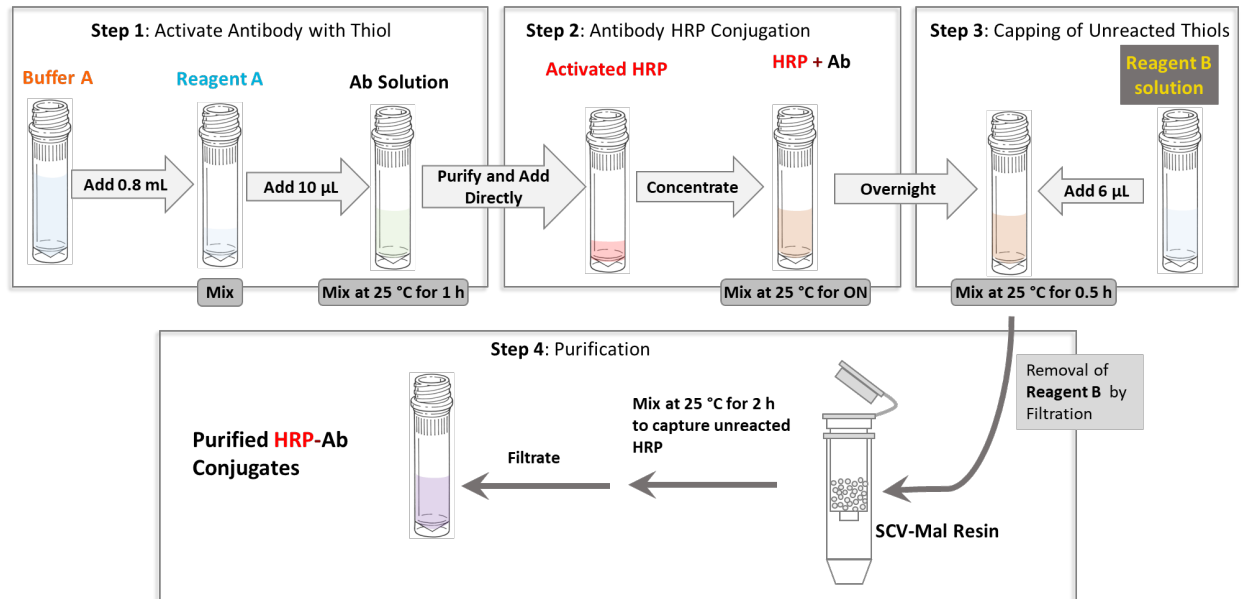 Step 1: Activate Antibody with Thiol
Buffer A
Reagent A
Ab Solution
Add 0.8 mL
Add 10 µL
Mix
Mix at 25 °C for 1 h
Purify and Add
Directly
Step 2: Antibody HRP Conjugation
Activated HRP
HRP + Ab
Concentrate
Mix at 25 °C for ON
Overnight
Step 3: Capping of Unreacted Thiols
Reagent B
solution
Add 6 µL
Mix at 25 °C for 0.5 h
Removal of
Reagent B by
Filtration
Step 4: Purification
SCV-Mal Resin
Mix at 25 °C for 2 h
to capture unreacted
HRP
Filtrate
Purified HRP-Ab
Conjugates